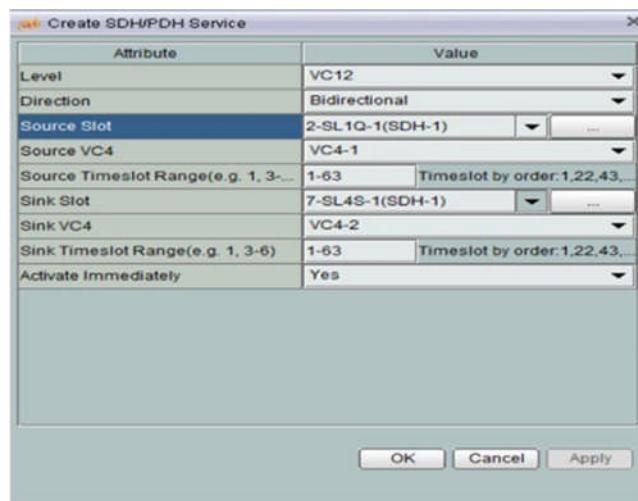 Create SDH/PDH Service
Attribute Value
Level VC12
Direction Bidirectional
Source Slot 2-SL1Q-1(SDH-1) ...
Source VC4 VC4-1
Source Timeslot Range(e.g. 1, 3-... 1-63 Timeslot by order:1,22,43,...
Sink Slot 7-SL4S-1(SDH-1) ...
Sink VC4 VC4-2
Sink Timeslot Range(e.g. 1, 3-6) 1-63 Timeslot by order:1,22,43,...
Activate Immediately Yes
OK Cancel Apply